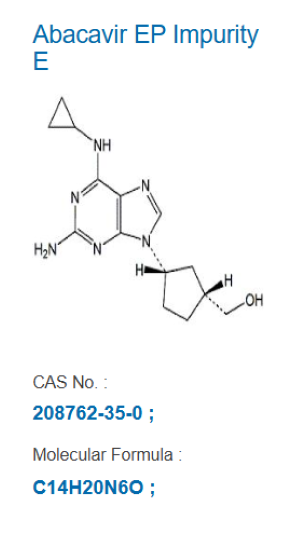 Abacavir EP Impurity
E
NH
N
N
H₂N
N
N
H
H
OH
CAS No. :
208762-35-0 ;
Molecular Formula :
C14H20N6O ;